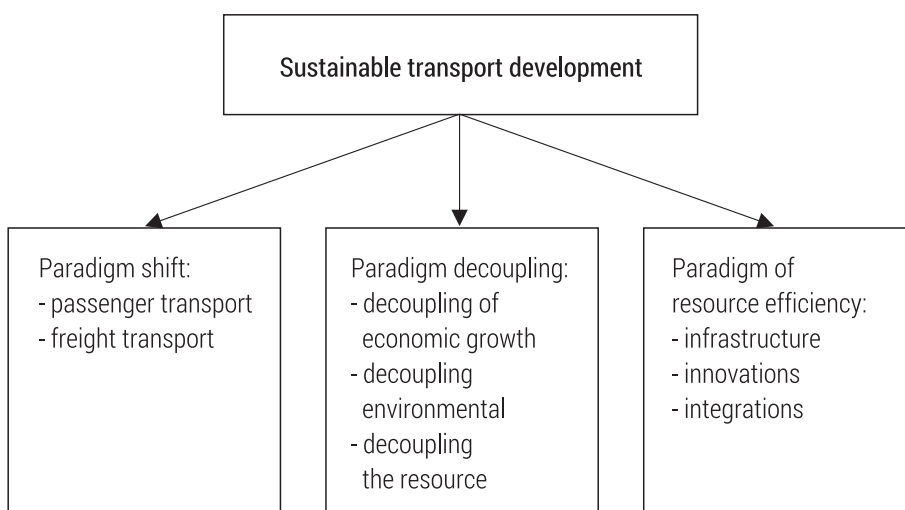 Sustainable transport development
Paradigm shift:
- passenger transport
- freight transport
Paradigm decoupling:
- decoupling of
economic growth
- decoupling
environmental
- decoupling
the resource
Paradigm of
resource efficiency:
- infrastructure
- innovations
- integrations